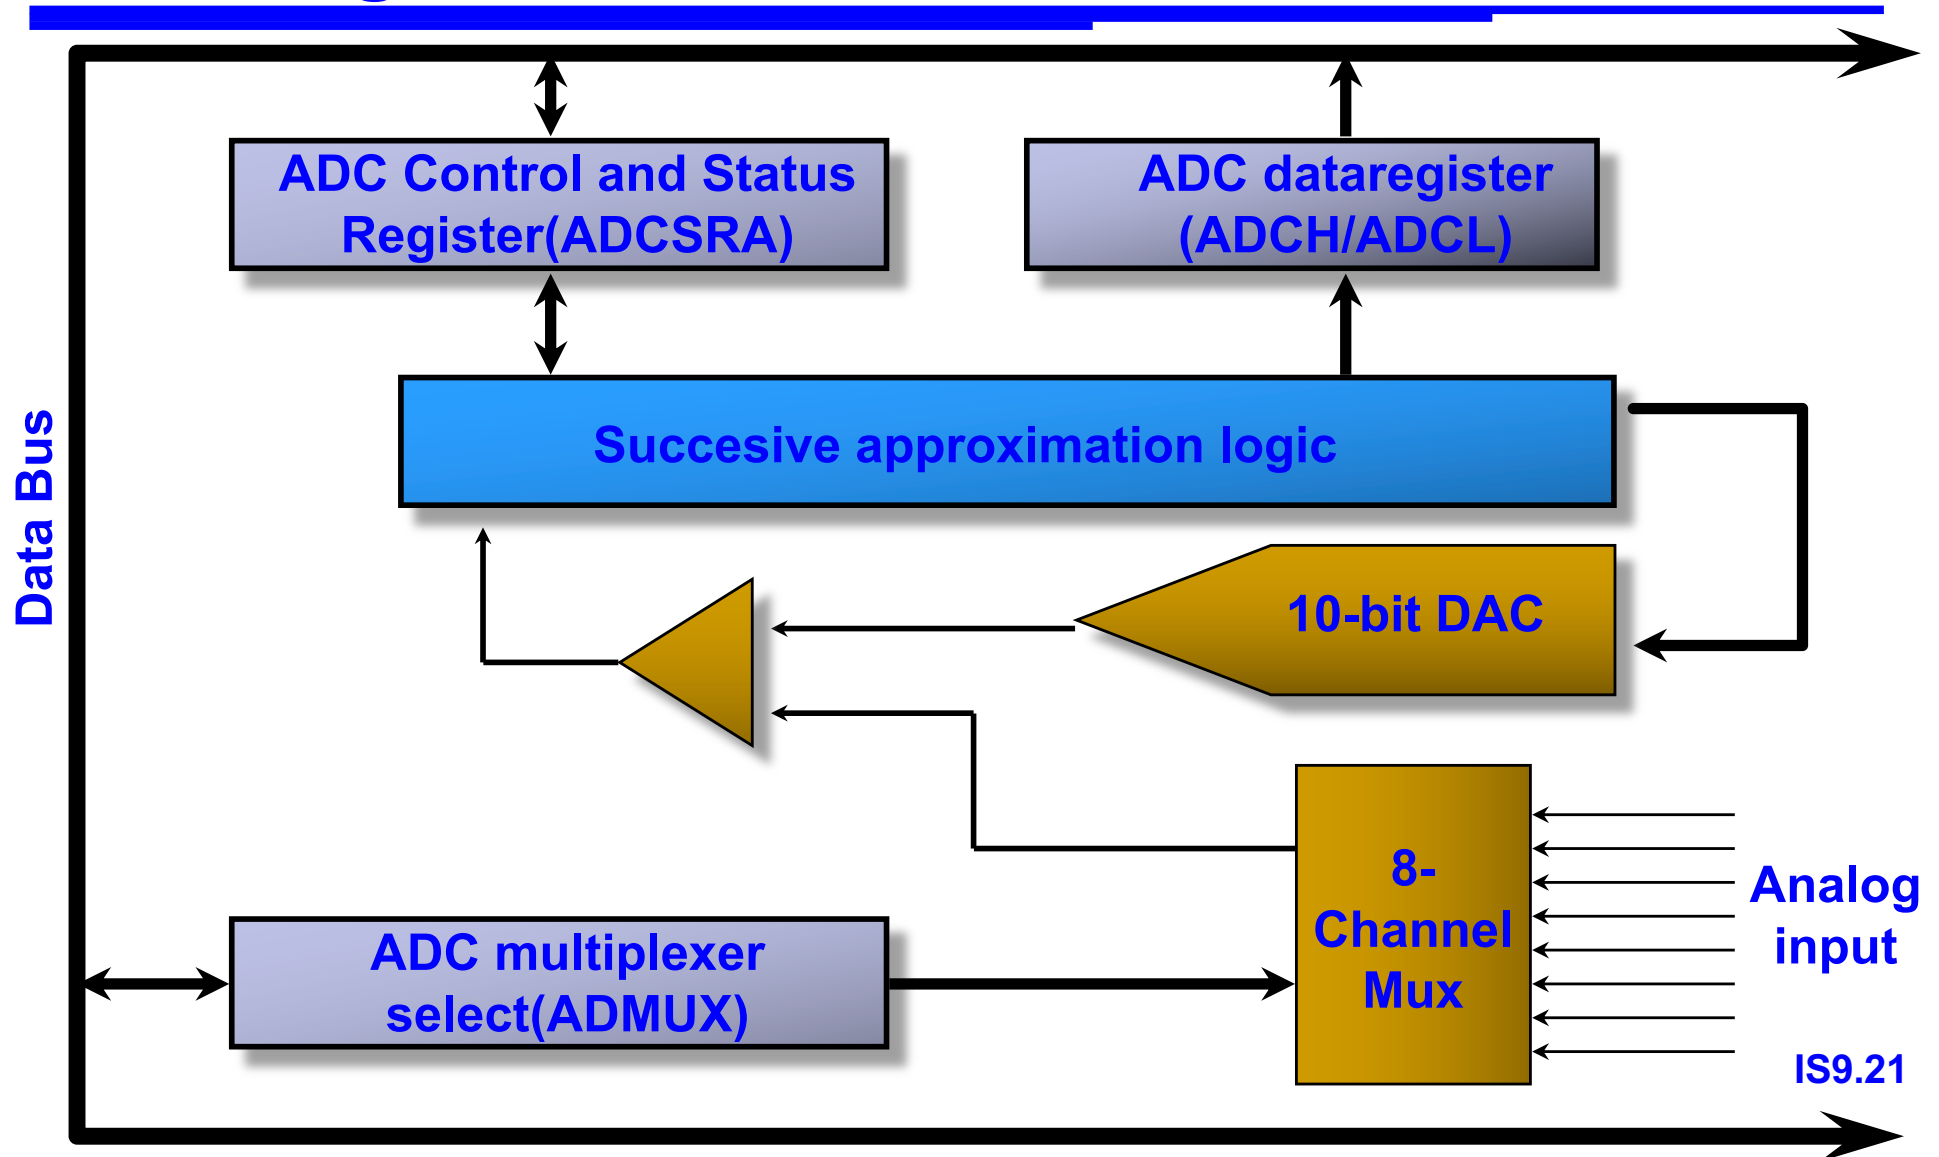 ADC Control and Status
Register(ADCSRA)
ADC dataregister
(ADCH/ADCL)
Succesive approximation logic
Data Bus
10-bit DAC
8-
Channel
Mux
Analog
input
ADC multiplexer
select(ADMUX)
IS9.21